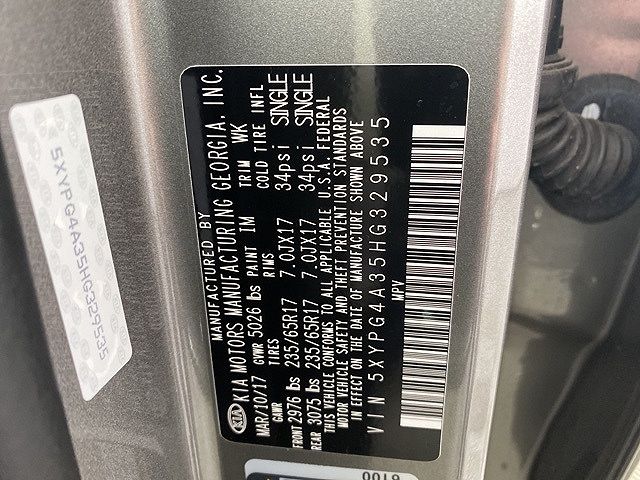 MANUFACTURED BY
KIA KIA MOTORS MANUFACTURING GEORGIA, INC.
MAR/10/17 GVWR 5026 lbs PAINT IM TRIM WK
GAWR TIRES RIMS COLD TIRE INFL
FRONT 2976 lbs 235/65R17 7.0JX17 34psi SINGLE
REAR 3075 lbs 235/65R17 7.0JX17 34psi SINGLE
THIS VEHICLE CONFORMS TO ALL APPLICABLE U.S.A. FEDERAL
MOTOR VEHICLE SAFETY AND THEFT PREVENTION STANDARDS
IN EFFECT ON THE DATE OF MANUFACTURE SHOWN ABOVE
VIN 5XYPG4A35HG329535
MPV
5XYPG4A35HG329535